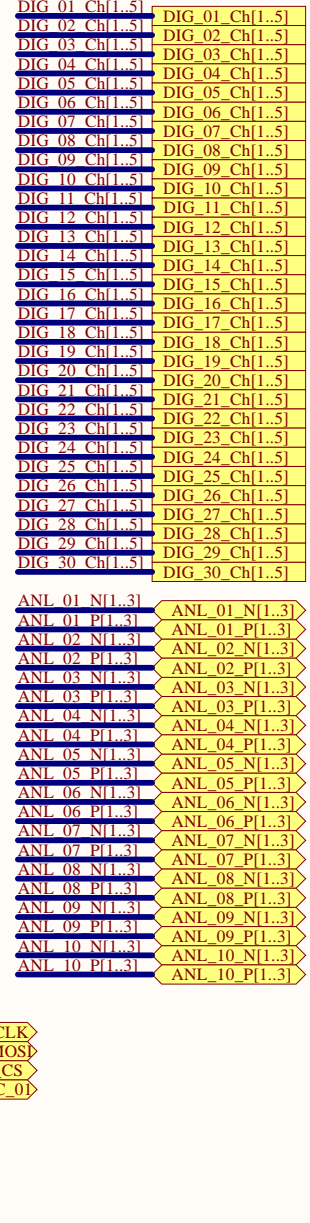 DIG_01_Ch[1..5] DIG_01_Ch[1..5]
DIG_02_Ch[1..5] DIG_02_Ch[1..5]
DIG_03_Ch[1..5] DIG_03_Ch[1..5]
DIG_04_Ch[1..5] DIG_04_Ch[1..5]
DIG_05_Ch[1..5] DIG_05_Ch[1..5]
DIG_06_Ch[1..5] DIG_06_Ch[1..5]
DIG_07_Ch[1..5] DIG_07_Ch[1..5]
DIG_08_Ch[1..5] DIG_08_Ch[1..5]
DIG_09_Ch[1..5] DIG_09_Ch[1..5]
DIG_10_Ch[1..5] DIG_10_Ch[1..5]
DIG_11_Ch[1..5] DIG_11_Ch[1..5]
DIG_12_Ch[1..5] DIG_12_Ch[1..5]
DIG_13_Ch[1..5] DIG_13_Ch[1..5]
DIG_14_Ch[1..5] DIG_14_Ch[1..5]
DIG_15_Ch[1..5] DIG_15_Ch[1..5]
DIG_16_Ch[1..5] DIG_16_Ch[1..5]
DIG_17_Ch[1..5] DIG_17_Ch[1..5]
DIG_18_Ch[1..5] DIG_18_Ch[1..5]
DIG_19_Ch[1..5] DIG_19_Ch[1..5]
DIG_20_Ch[1..5] DIG_20_Ch[1..5]
DIG_21_Ch[1..5] DIG_21_Ch[1..5]
DIG_22_Ch[1..5] DIG_22_Ch[1..5]
DIG_23_Ch[1..5] DIG_23_Ch[1..5]
DIG_24_Ch[1..5] DIG_24_Ch[1..5]
DIG_25_Ch[1..5] DIG_25_Ch[1..5]
DIG_26_Ch[1..5] DIG_26_Ch[1..5]
DIG_27_Ch[1..5] DIG_27_Ch[1..5]
DIG_28_Ch[1..5] DIG_28_Ch[1..5]
DIG_29_Ch[1..5] DIG_29_Ch[1..5]
DIG_30_Ch[1..5] DIG_30_Ch[1..5]
ANL_01_N[1..3] ANL_01_N[1..3]
ANL_01_P[1..3] ANL_01_P[1..3]
ANL_02_N[1..3] ANL_02_N[1..3]
ANL_02_P[1..3] ANL_02_P[1..3]
ANL_03_N[1..3] ANL_03_N[1..3]
ANL_03_P[1..3] ANL_03_P[1..3]
ANL_04_N[1..3] ANL_04_N[1..3]
ANL_04_P[1..3] ANL_04_P[1..3]
ANL_05_N[1..3] ANL_05_N[1..3]
ANL_05_P[1..3] ANL_05_P[1..3]
ANL_06_N[1..3] ANL_06_N[1..3]
ANL_06_P[1..3] ANL_06_P[1..3]
ANL_07_N[1..3] ANL_07_N[1..3]
ANL_07_P[1..3] ANL_07_P[1..3]
ANL_08_N[1..3] ANL_08_N[1..3]
ANL_08_P[1..3] ANL_08_P[1..3]
ANL_09_N[1..3] ANL_09_N[1..3]
ANL_09_P[1..3] ANL_09_P[1..3]
ANL_10_N[1..3] ANL_10_N[1..3]
ANL_10_P[1..3] ANL_10_P[1..3]
CLK
MOSI
CS
C_01